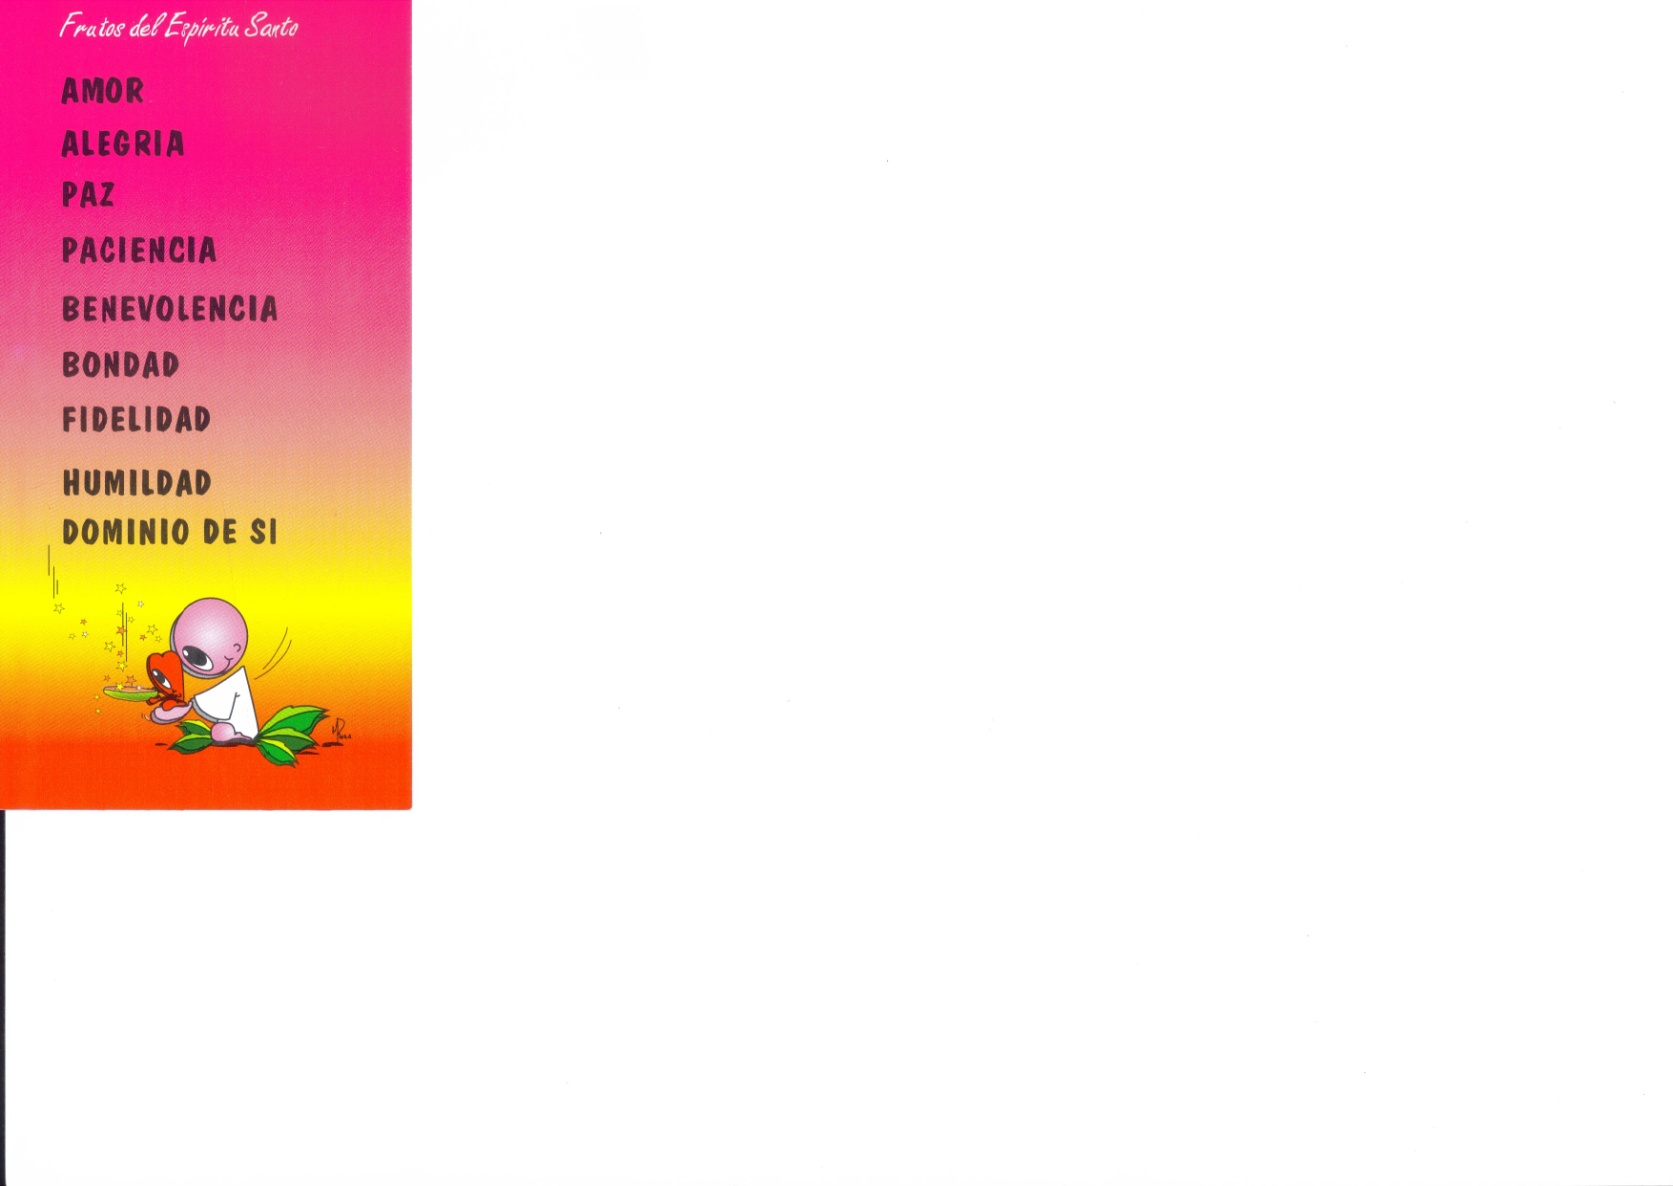 Frutos del Espíritu Santo
AMOR
ALEGRIA
PAZ
PACIENCIA
BENEVOLENCIA
BONDAD
FIDELIDAD
HUMILDAD
DOMINIO DE SI